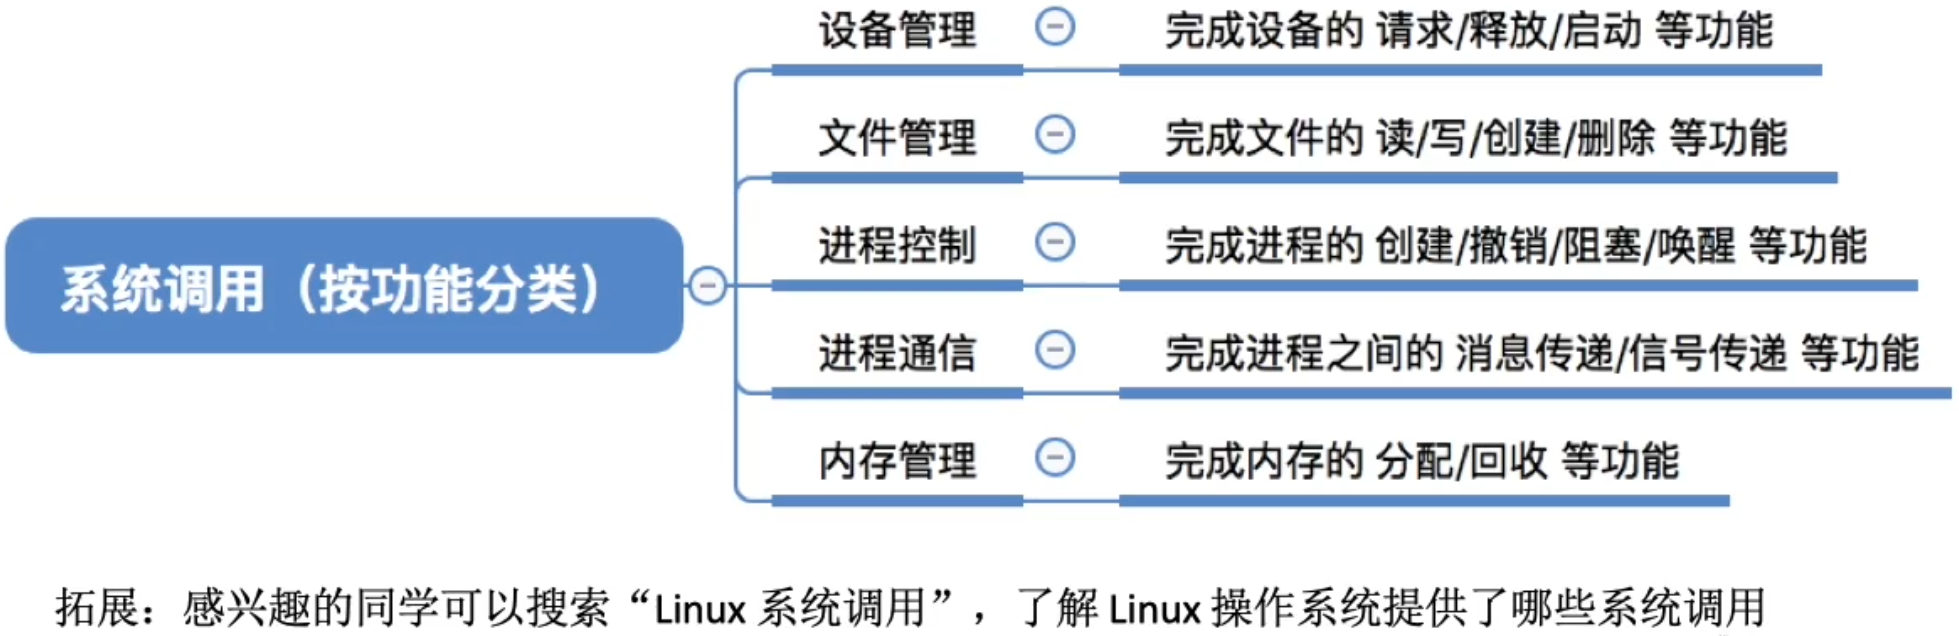 设备管理 完成设备的 请求/释放/启动 等功能
文件管理 完成文件的 读/写/创建/删除 等功能
系统调用（按功能分类）
进程控制 完成进程的 创建/撤销/阻塞/唤醒 等功能
进程通信 完成进程之间的 消息传递/信号传递 等功能
内存管理 完成内存的 分配/回收 等功能
拓展：感兴趣的同学可以搜索“Linux 系统调用”，了解 Linux 操作系统提供了哪些系统调用